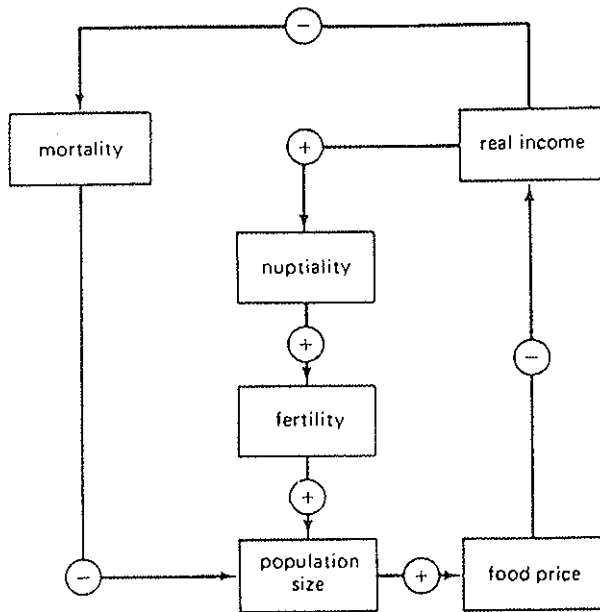 −
mortality
real income
+
nuptiality
+
−
fertility
+
population
size
−
+
food price